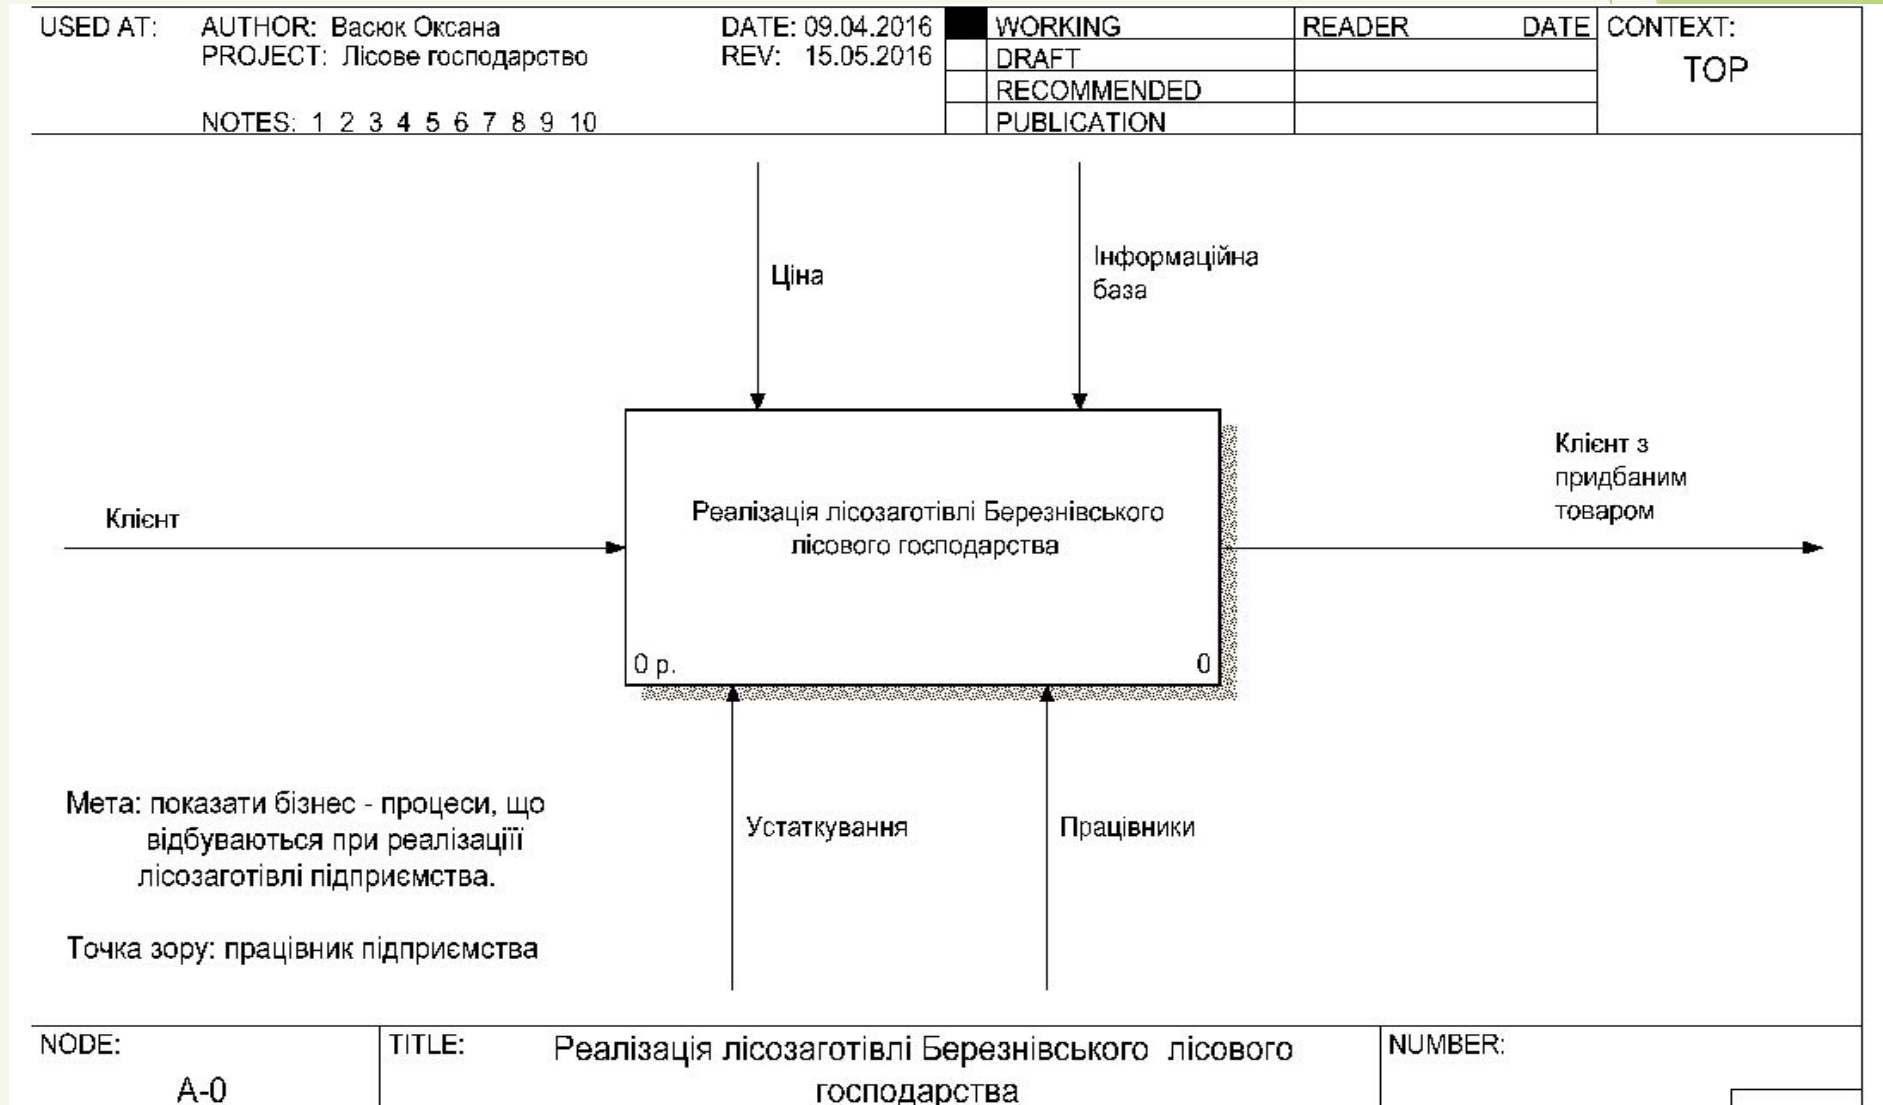 USED AT: AUTHOR: Васюк Оксана DATE: 09.04.2016 WORKING READER DATE CONTEXT:
PROJECT: Лісове господарство REV: 15.05.2016 DRAFT
TOP
RECOMMENDED
NOTES: 1 2 3 4 5 6 7 8 9 10 PUBLICATION
Ціна
Інформаційна
база
Клієнт
Реалізація лісозаготівлі Березнівського
лісового господарства
0 р. 0
Клієнт з
придбаним
товаром
Мета: показати бізнес - процеси, що
відбуваються при реалізаціїї
лісозаготівлі підприємства.
Точка зору: працівник підприємства
Устаткування
Працівники
NODE: TITLE: Реалізація лісозаготівлі Березнівського лісового NUMBER:
A-0 господарства